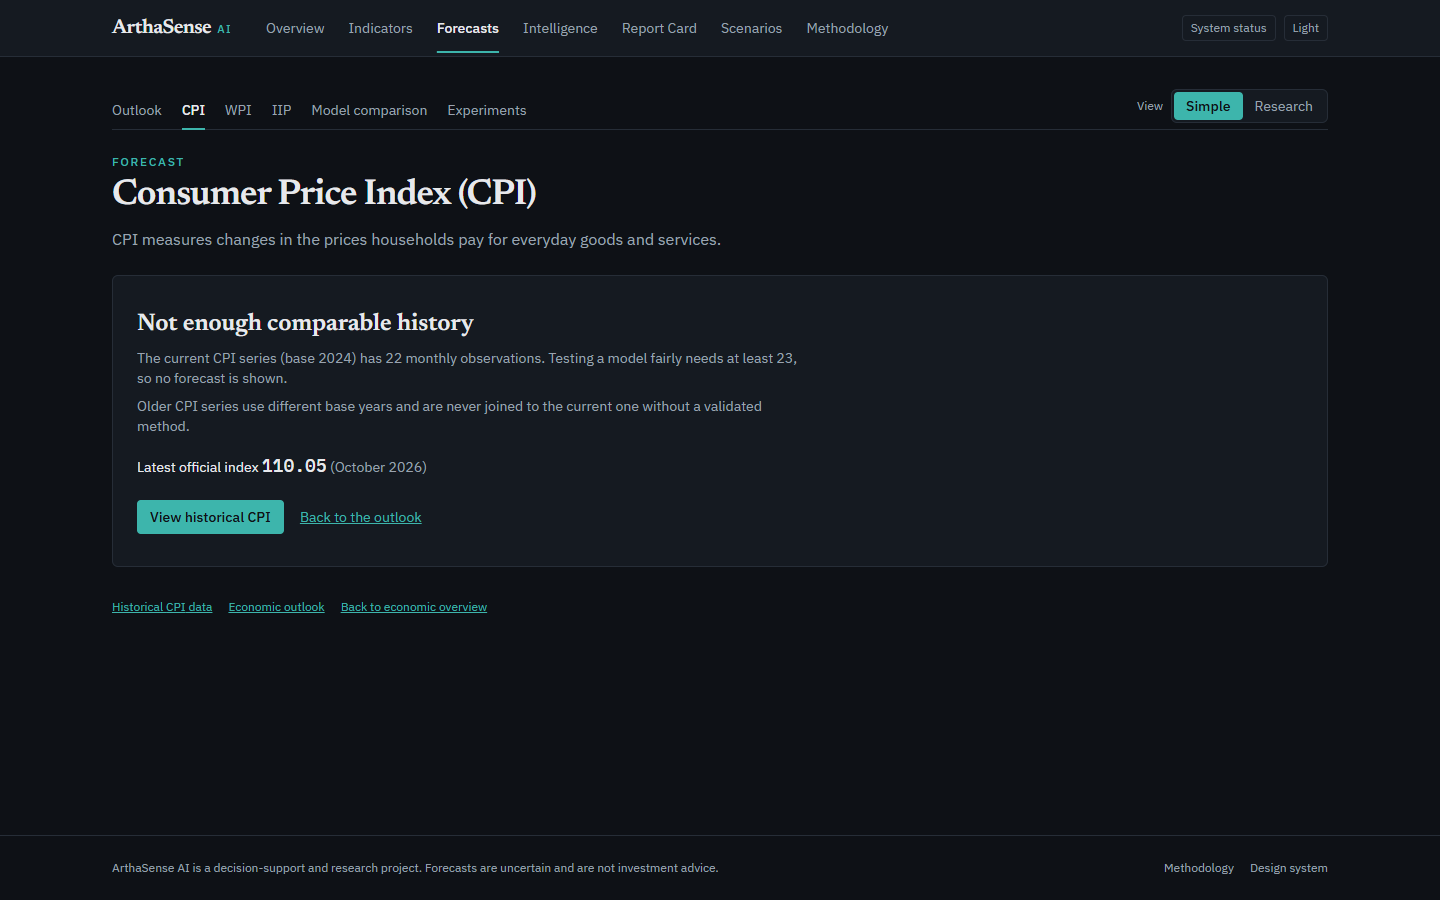 ArthaSense AI Overview Indicators Forecasts Intelligence Report Card Scenarios Methodology System status Light
Outlook CPI WPI IIP Model comparison Experiments View Simple Research
FORECAST
Consumer Price Index (CPI)
CPI measures changes in the prices households pay for everyday goods and services.
Not enough comparable history
The current CPI series (base 2024) has 22 monthly observations. Testing a model fairly needs at least 23,
so no forecast is shown.
Older CPI series use different base years and are never joined to the current one without a validated
method.
Latest official index 110.05 (October 2026)
View historical CPI Back to the outlook
Historical CPI data Economic outlook Back to economic overview
ArthaSense AI is a decision-support and research project. Forecasts are uncertain and are not investment advice. Methodology Design system